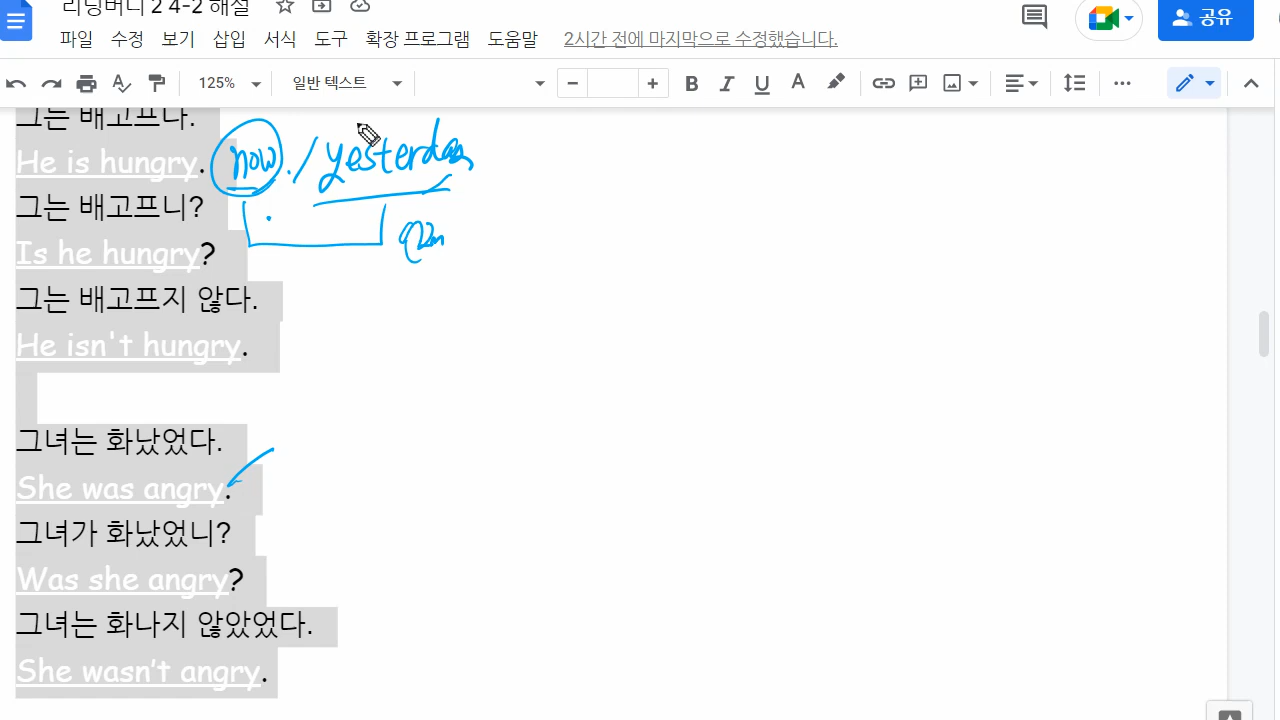 리딩버디 2 4-2 해설
파일 수정 보기 삽입 서식 도구 확장 프로그램 도움말 2시간 전에 마지막으로 수정했습니다.
공유
125% 일반 텍스트 − + B I U A
그는 배고프다.
He is hungry. now. / yesterday
그는 배고프니?
Is he hungry?
그는 배고프지 않다.
He isn't hungry.
그녀는 화났었다.
She was angry.
그녀가 화났었니?
Was she angry?
그녀는 화나지 않았었다.
She wasn't angry.